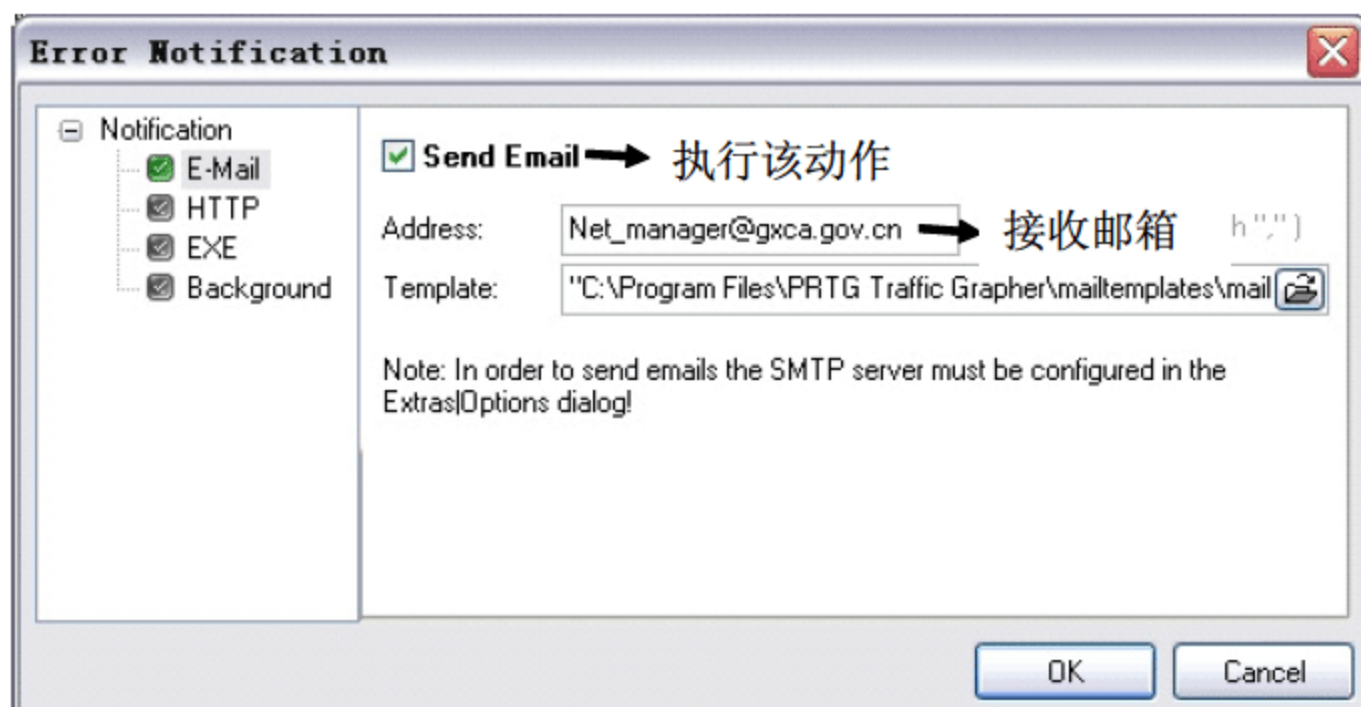 Error Notification
Notification
E-Mail
HTTP
EXE
Background
Send Email 执行该动作
Address: Net_manager@gxca.gov.cn 接收邮箱 h ",")
Template: "C:\Program Files\PRTG Traffic Grapher\mailtemplates\mail
Note: In order to send emails the SMTP server must be configured in the
Extras|Options dialog!
OK Cancel